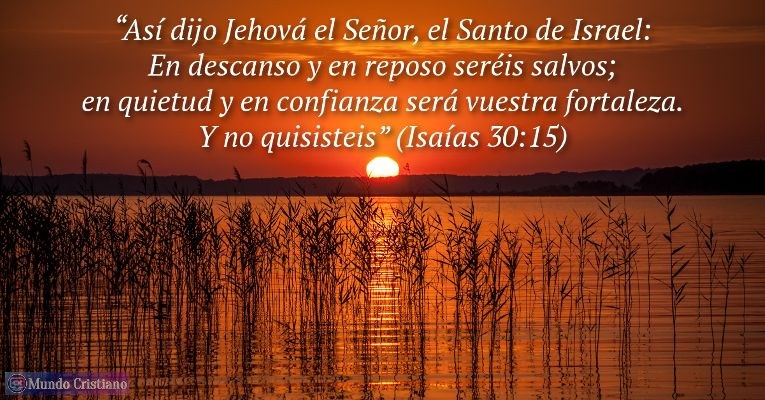 “Así dijo Jehová el Señor, el Santo de Israel:
En descanso y en reposo seréis salvos;
en quietud y en confianza será vuestra fortaleza.
Y no quisisteis” (Isaías 30:15)
Mundo Cristiano